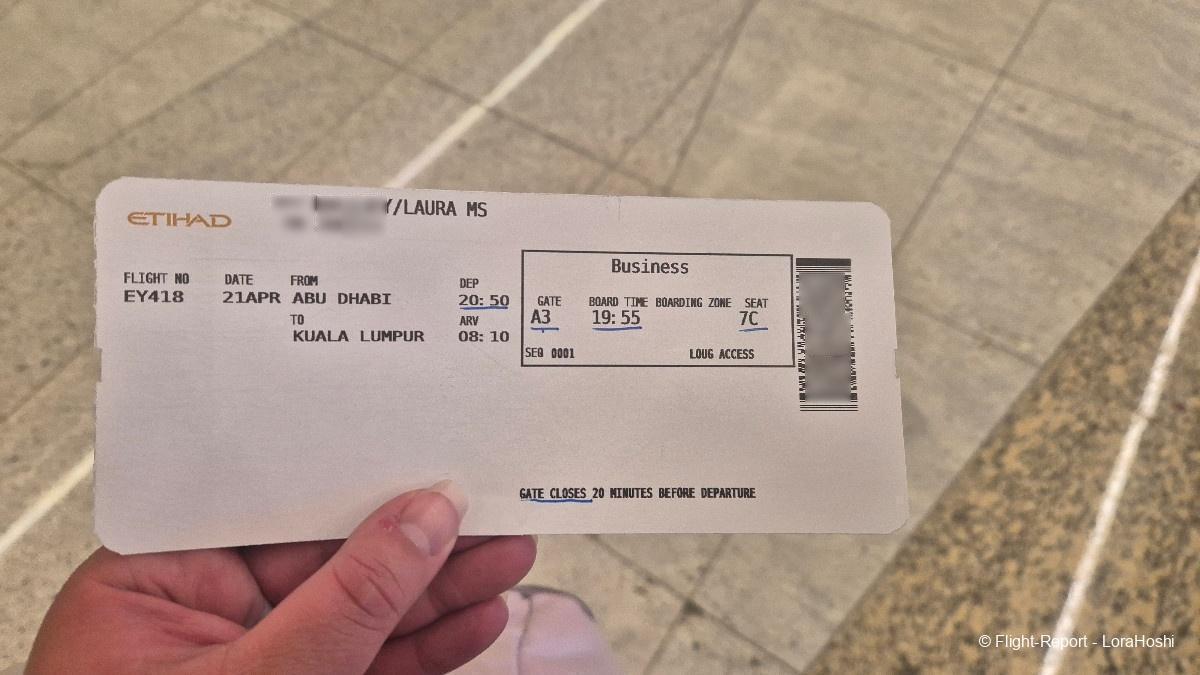 ETIHAD
Y/LAURA MS
FLIGHT NO DATE FROM DEP
EY418 21APR ABU DHABI 20:50
TO ARV
KUALA LUMPUR 08:10
Business
GATE BOARD TIME BOARDING ZONE SEAT
A3 19:55 7C
SEQ 0001 LOUG ACCESS
GATE CLOSES 20 MINUTES BEFORE DEPARTURE
© Flight-Report - LoraHoshi